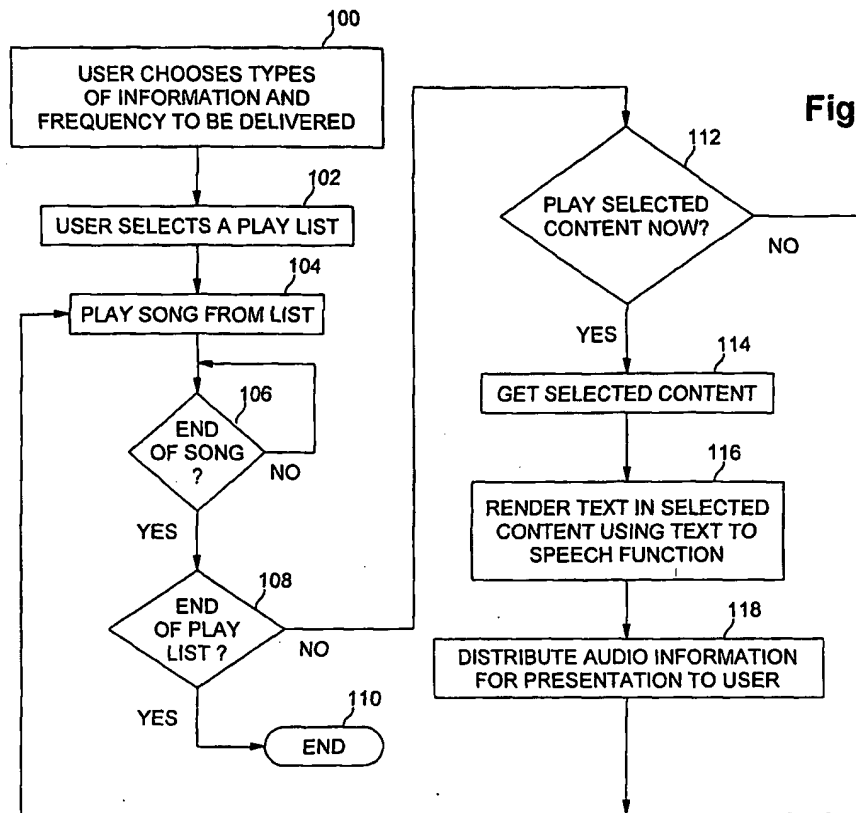 100
USER CHOOSES TYPES
OF INFORMATION AND
FREQUENCY TO BE DELIVERED
102
USER SELECTS A PLAY LIST
104
PLAY SONG FROM LIST
106
END
OF SONG
?
NO
YES
108
END
OF PLAY
LIST ?
NO
YES
110
END
Fig
112
PLAY SELECTED
CONTENT NOW?
NO
YES
114
GET SELECTED CONTENT
116
RENDER TEXT IN SELECTED
CONTENT USING TEXT TO
SPEECH FUNCTION
118
DISTRIBUTE AUDIO INFORMATION
FOR PRESENTATION TO USER